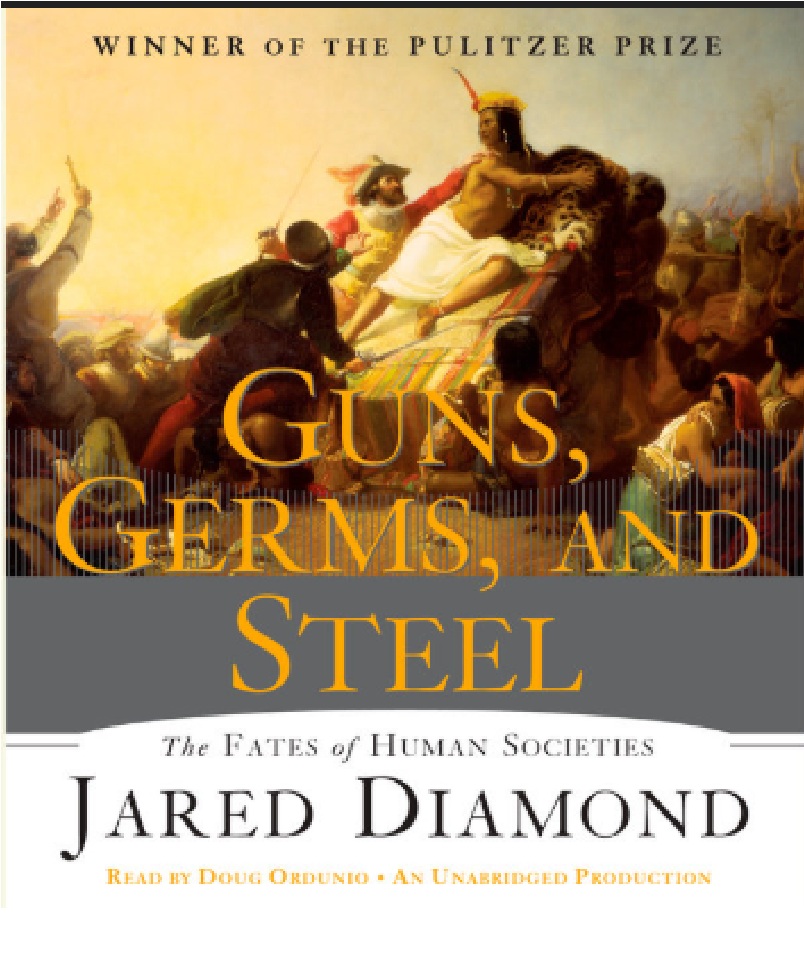 WINNER OF THE PULITZER PRIZE
GUNS,
GERMS, AND
STEEL
The FATES of HUMAN SOCIETIES
JARED DIAMOND
READ BY DOUG ORDUNIO • AN UNABRIDGED PRODUCTION